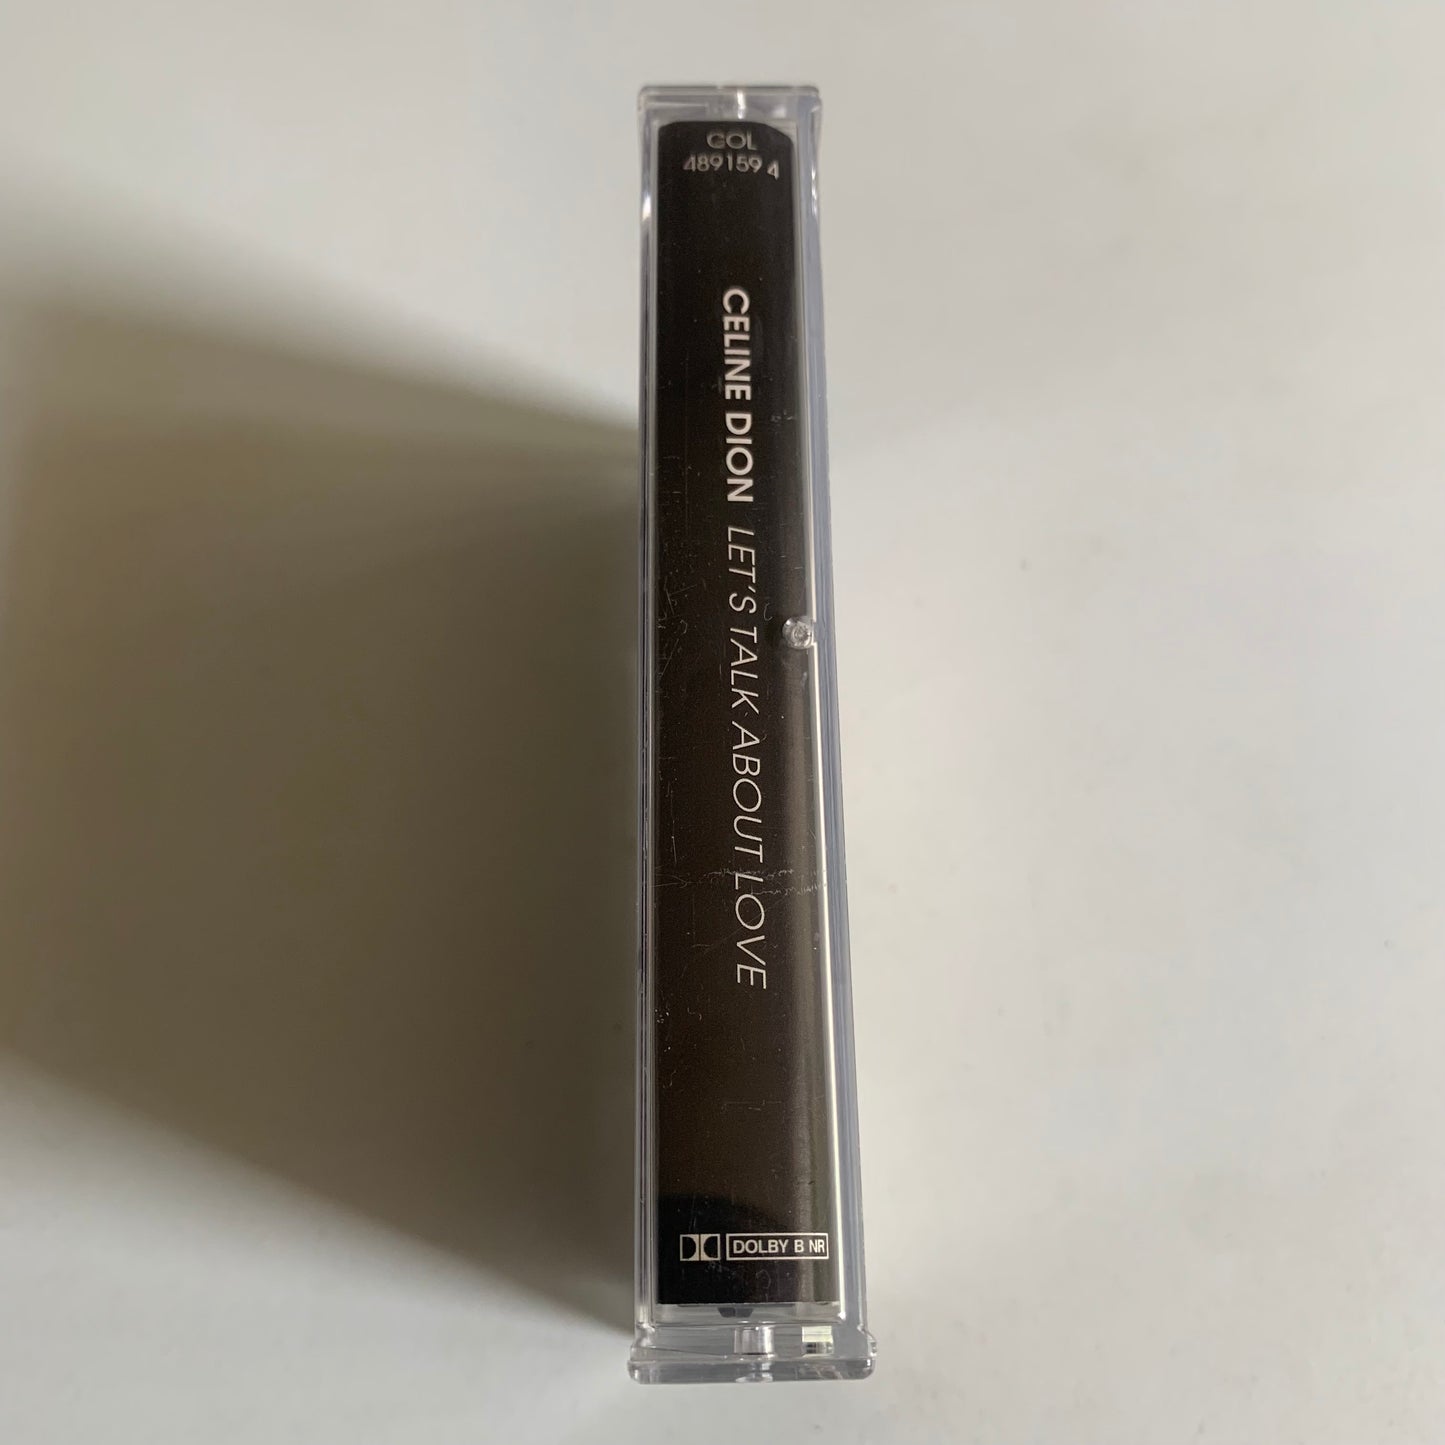 COL
489159 4
CELINE DION LET'S TALK ABOUT LOVE
DOLBY B NR